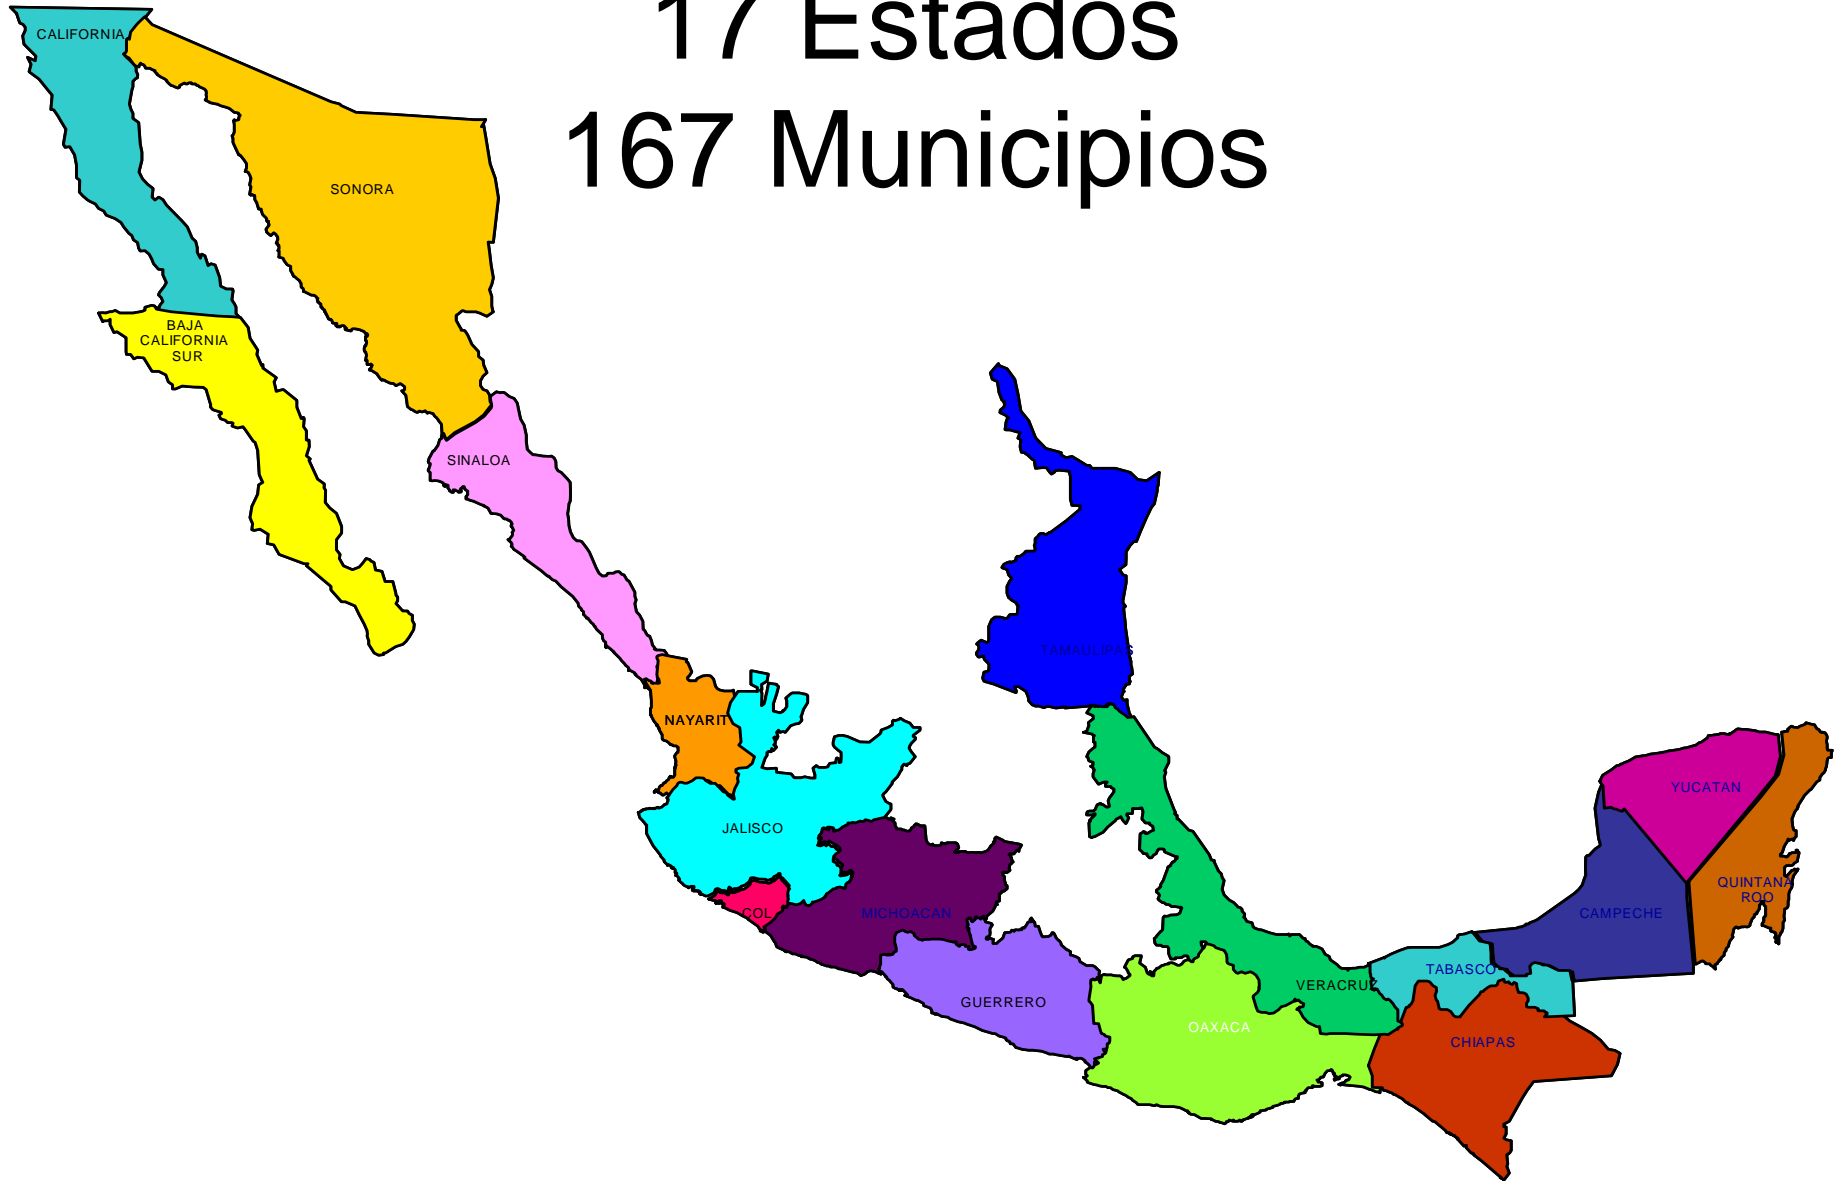 17 Estados
167 Municipios
CALIFORNIA
SONORA
BAJA
CALIFORNIA
SUR
SINALOA
TAMAULIPAS
NAYARIT
JALISCO
COL
MICHOACAN
GUERRERO
OAXACA
VERACRUZ
TABASCO
CHIAPAS
CAMPECHE
YUCATAN
QUINTANA
ROO